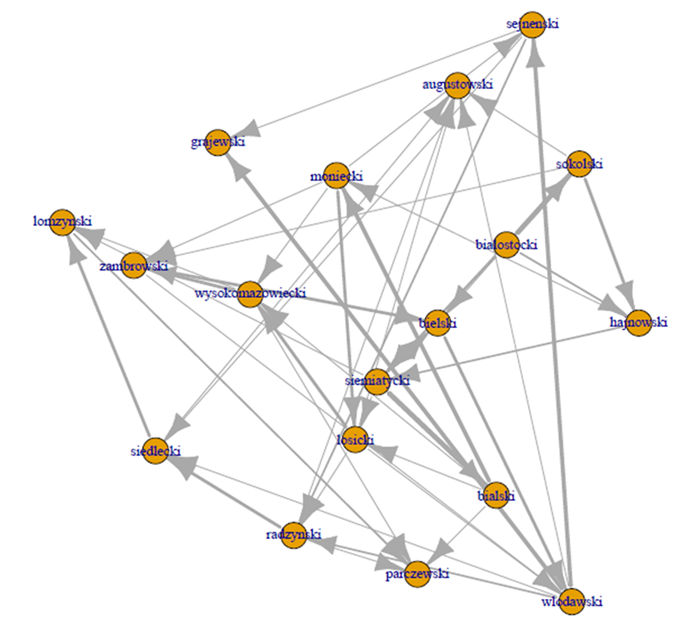 sejnenski
augustowski
grajewski
sokolski
moniecki
lomzynski
bialostocki
zambrowski
wysokomazowiecki
bielski
hajnowski
siemiatycki
losicki
siedlecki
bialski
radzynski
parczewski
wlodawski